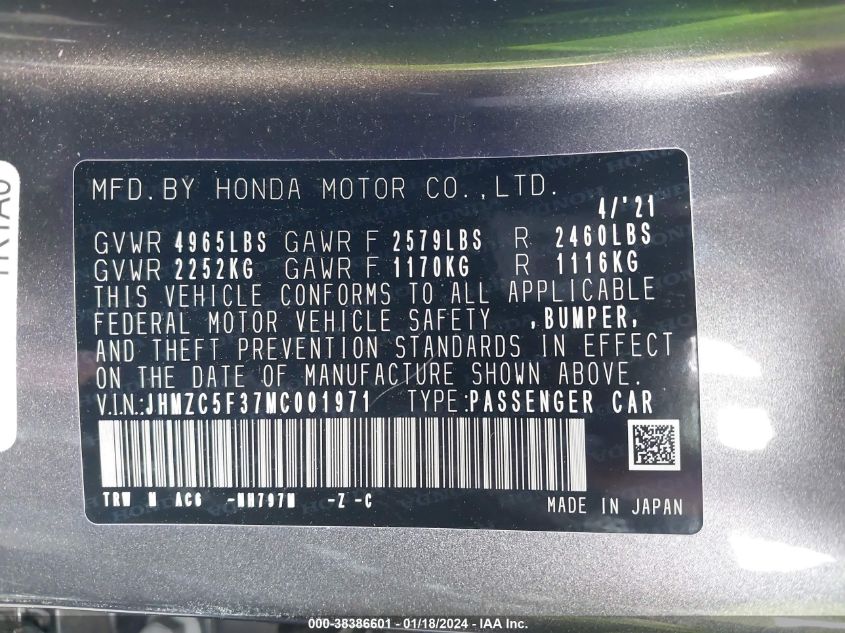 MFD. BY HONDA MOTOR CO., LTD.
4/'21
GVWR 4965LBS GAWR F 2579LBS R 2460LBS
GVWR 2252KG GAWR F 1170KG R 1116KG
THIS VEHICLE CONFORMS TO ALL APPLICABLE
FEDERAL MOTOR VEHICLE SAFETY ,BUMPER,
AND THEFT PREVENTION STANDARDS IN EFFECT
ON THE DATE OF MANUFACTURE SHOWN ABOVE.
V.I.N.:JHMZC5F37MC001971 TYPE:PASSENGER CAR
TRW M AC6 -NH797M -Z -C
MADE IN JAPAN
000-38386601 - 01/18/2024 - IAA Inc.